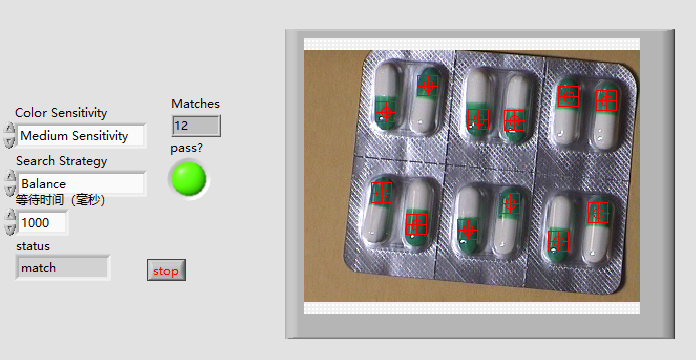 Color Sensitivity
Medium Sensitivity
Search Strategy
Balance
等待时间（毫秒）
1000
status
match
Matches
12
pass?
stop